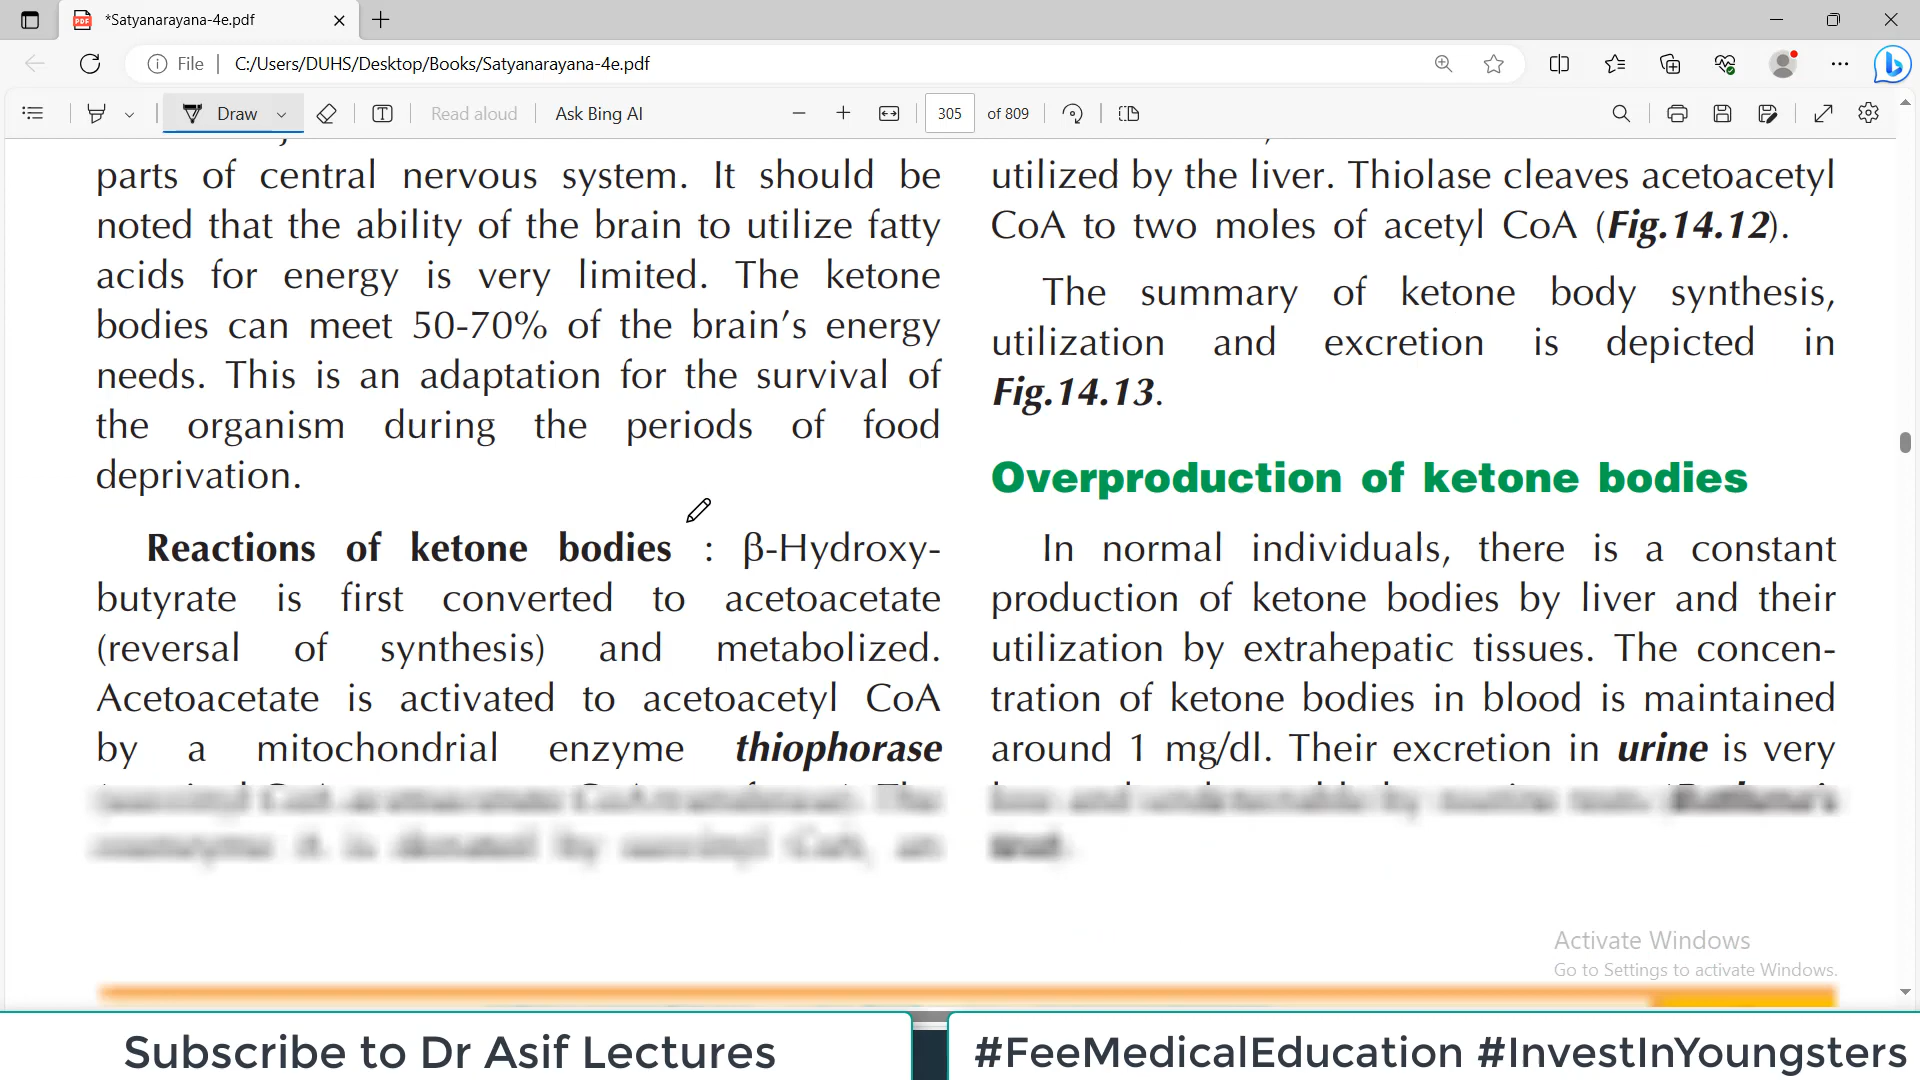 *Satyanarayana-4e.pdf
File
C:/Users/DUHS/Desktop/Books/Satyanarayana-4e.pdf
Draw
Read aloud
Ask Bing AI
305 of 809
parts of central nervous system. It should be
noted that the ability of the brain to utilize fatty
acids for energy is very limited. The ketone
bodies can meet 50-70% of the brain's energy
needs. This is an adaptation for the survival of
the organism during the periods of food
deprivation.
Reactions of ketone bodies : β-Hydroxy-
butyrate is first converted to acetoacetate
(reversal of synthesis) and metabolized.
Acetoacetate is activated to acetoacetyl CoA
by a mitochondrial enzyme thiophorase
utilized by the liver. Thiolase cleaves acetoacetyl
CoA to two moles of acetyl CoA (Fig.14.12).
The summary of ketone body synthesis,
utilization and excretion is depicted in
Fig.14.13.
Overproduction of ketone bodies
In normal individuals, there is a constant
production of ketone bodies by liver and their
utilization by extrahepatic tissues. The concen-
tration of ketone bodies in blood is maintained
around 1 mg/dl. Their excretion in urine is very
Activate Windows
Go to Settings to activate Windows.
Subscribe to Dr Asif Lectures
#FeeMedicalEducation #InvestInYoungsters